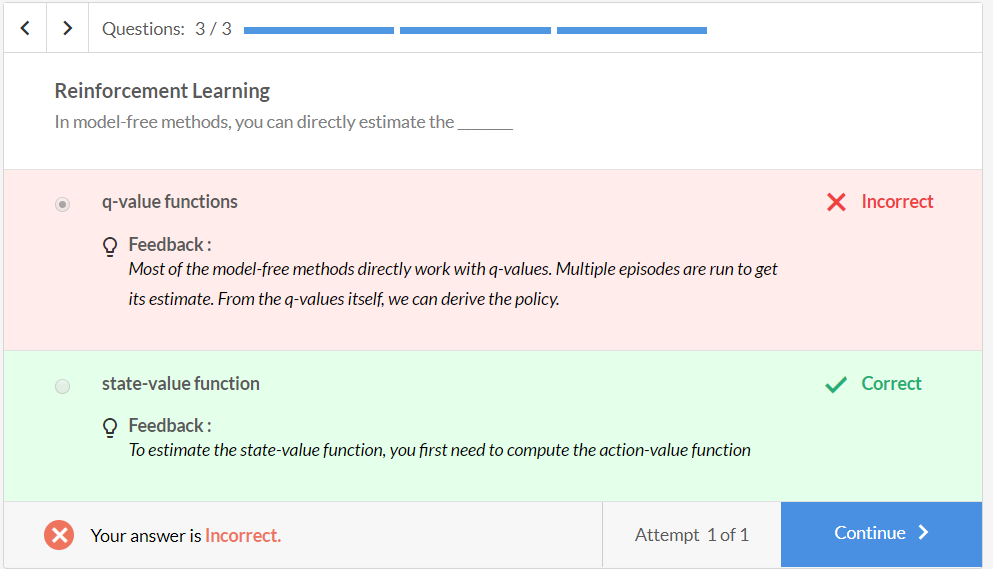 Questions: 3 / 3
Reinforcement Learning
In model-free methods, you can directly estimate the _______
q-value functions
Incorrect
Feedback :
Most of the model-free methods directly work with q-values. Multiple episodes are run to get
its estimate. From the q-values itself, we can derive the policy.
state-value function
Correct
Feedback :
To estimate the state-value function, you first need to compute the action-value function
Your answer is Incorrect.
Attempt 1 of 1
Continue